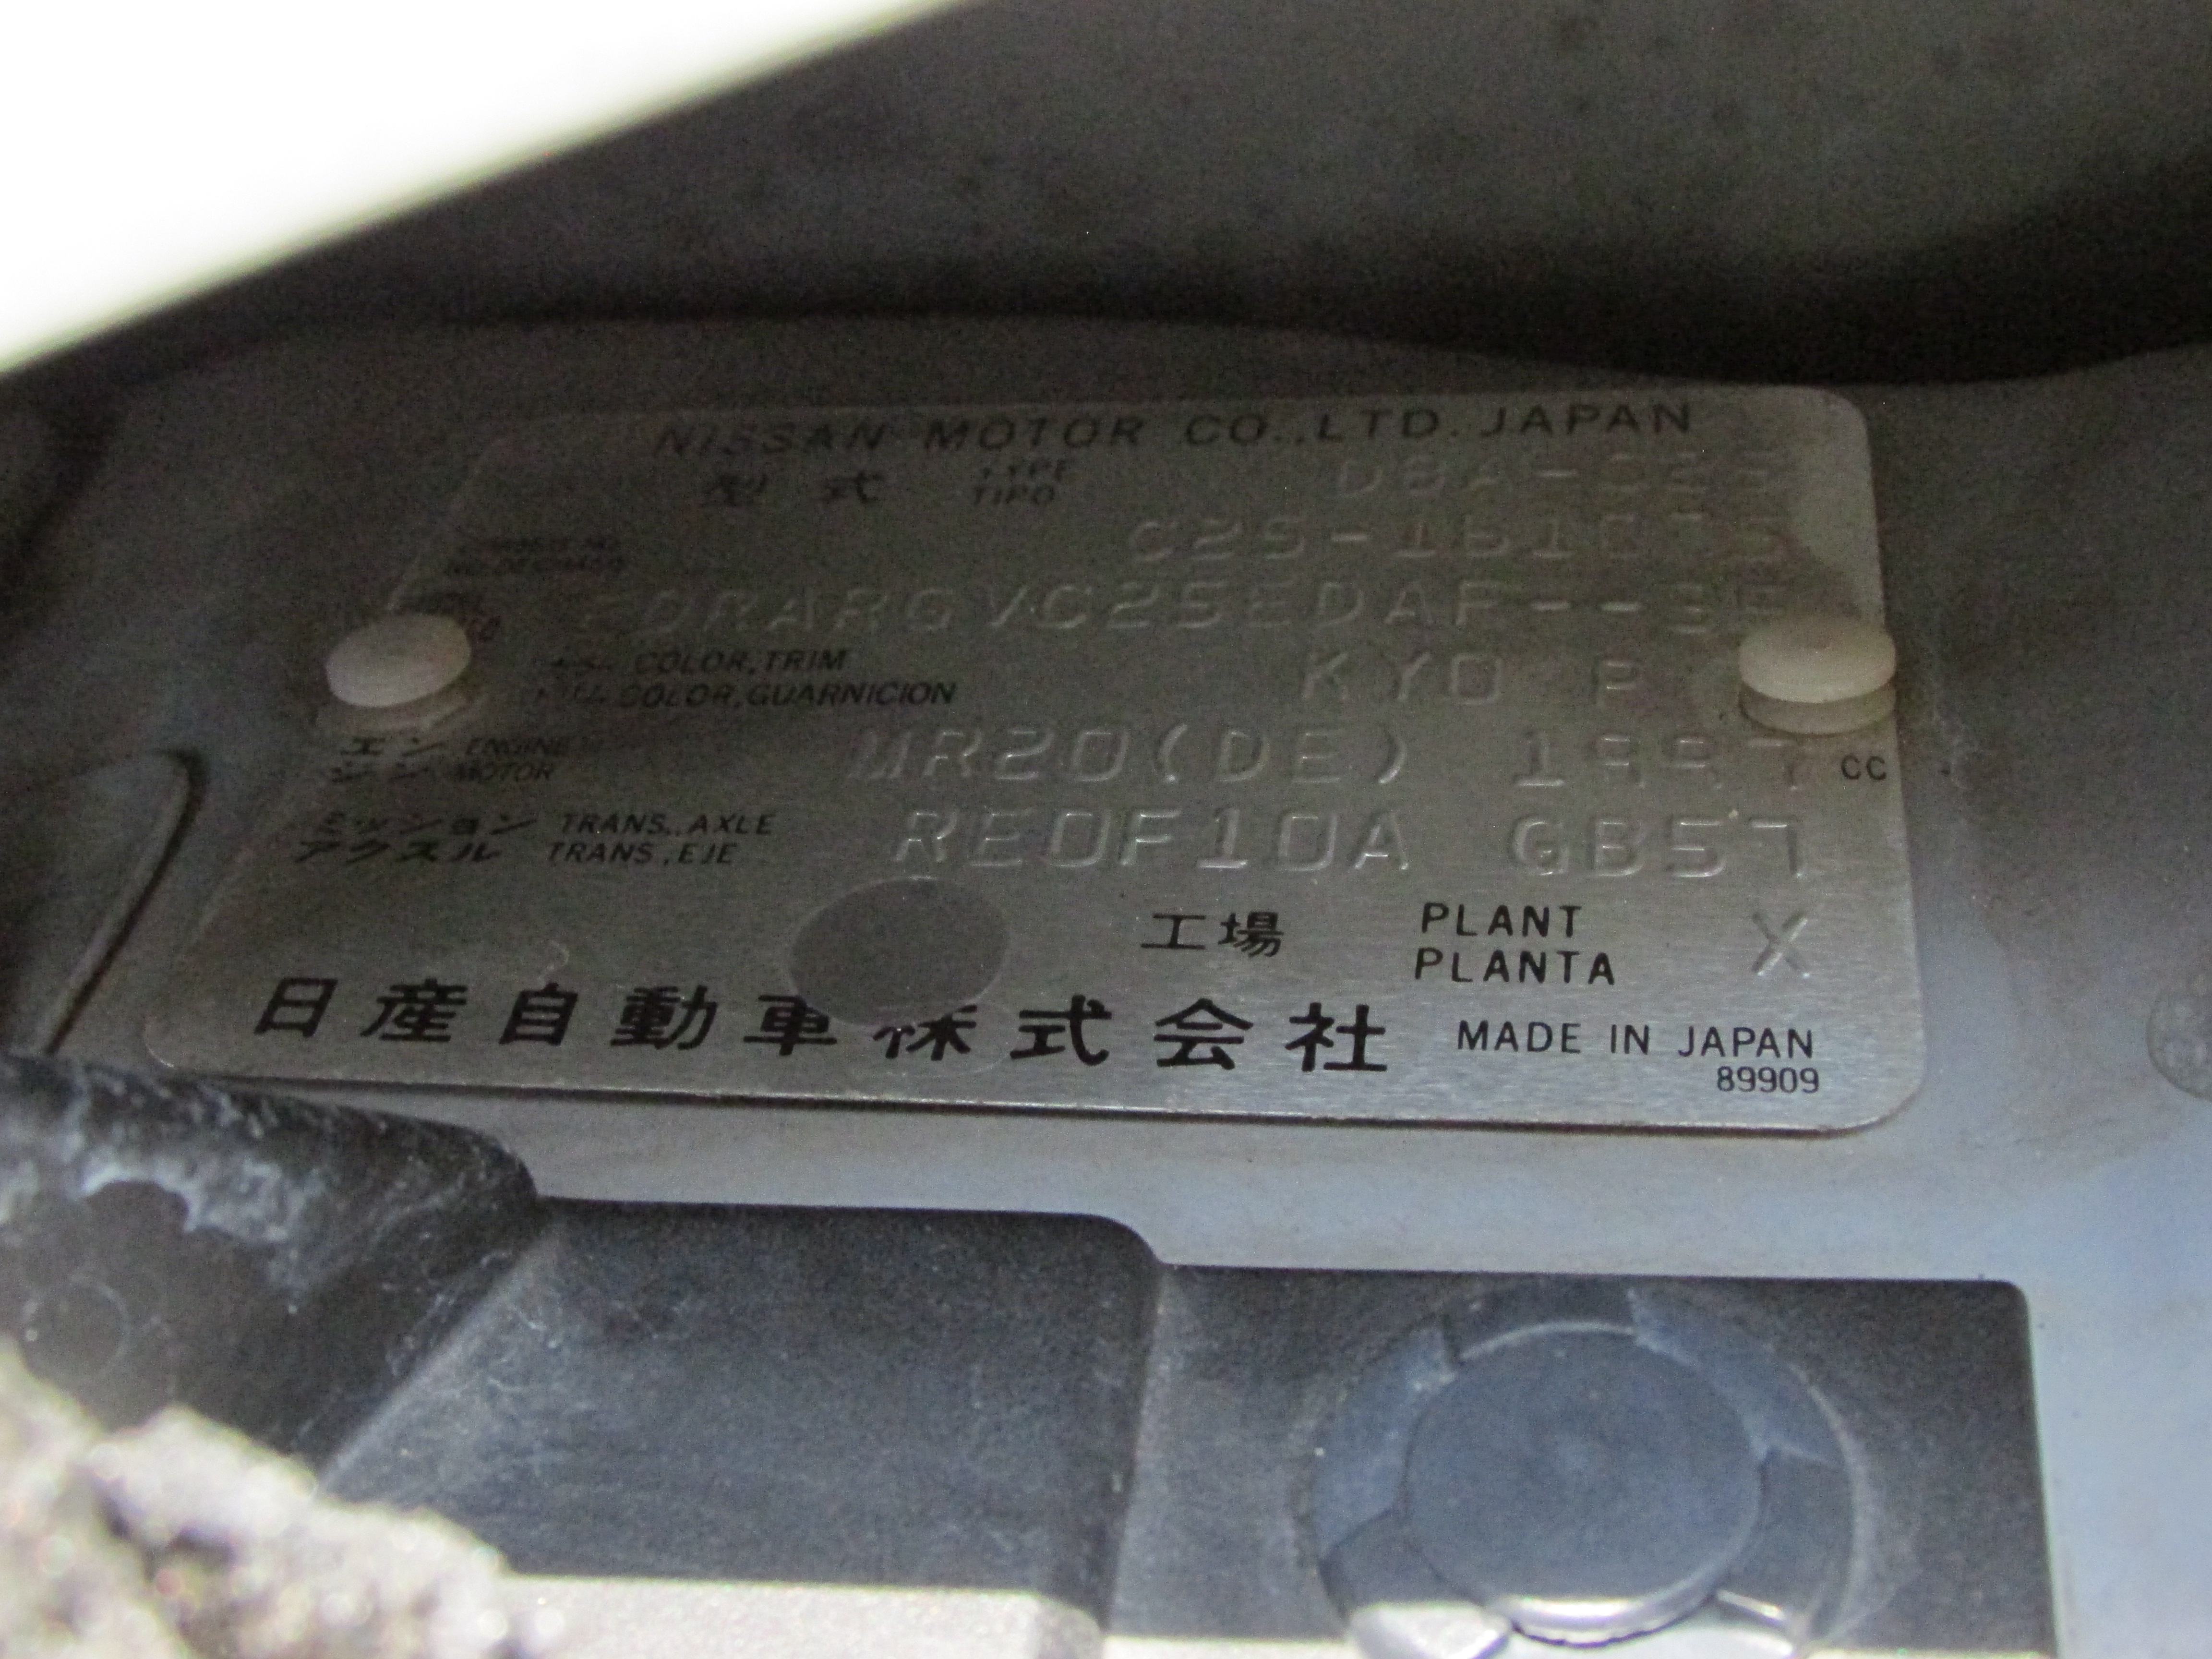 NISSAN MOTOR CO.,LTD. JAPAN
型式 TYPE TIPO DBA-C25
COLOR,TRIM
COLOR,GUARNICION KYO
エンジン ENGINE MOTOR MR20(DE) 1997 CC
ミッション TRANS.,AXLE
アクスル TRANS.,EJE RE0F10A GB57
工場 PLANT PLANTA X
日産自動車株式会社 MADE IN JAPAN
89909